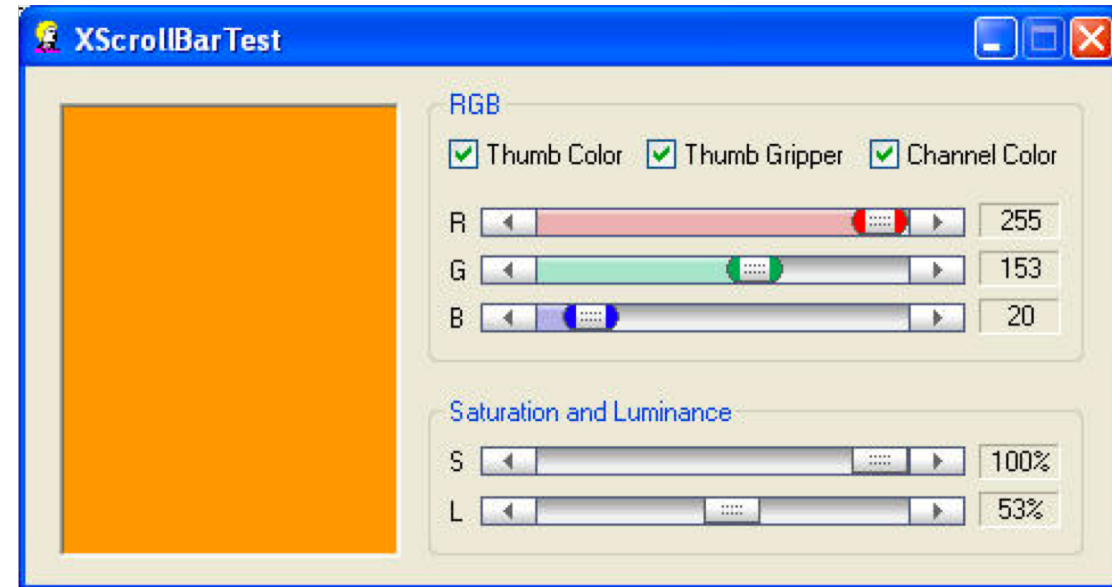 XScrollBarTest
RGB
Thumb Color Thumb Gripper Channel Color
R 255
G 153
B 20
Saturation and Luminance
S 100%
L 53%